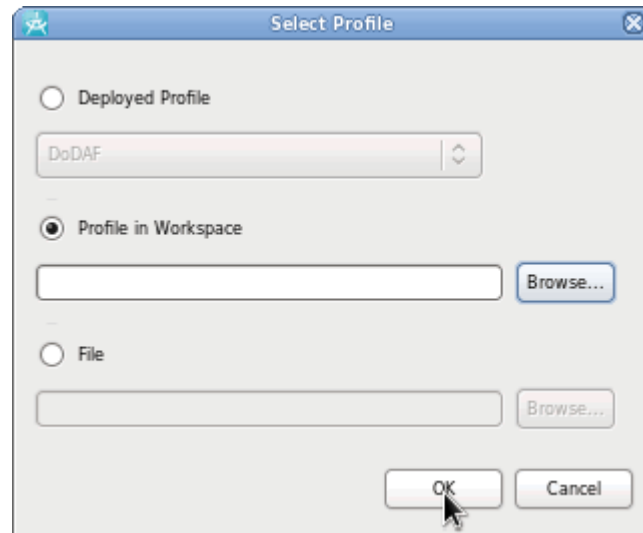 Select Profile
Deployed Profile
DoDAF
Profile in Workspace
Browse...
File
Browse...
OK
Cancel